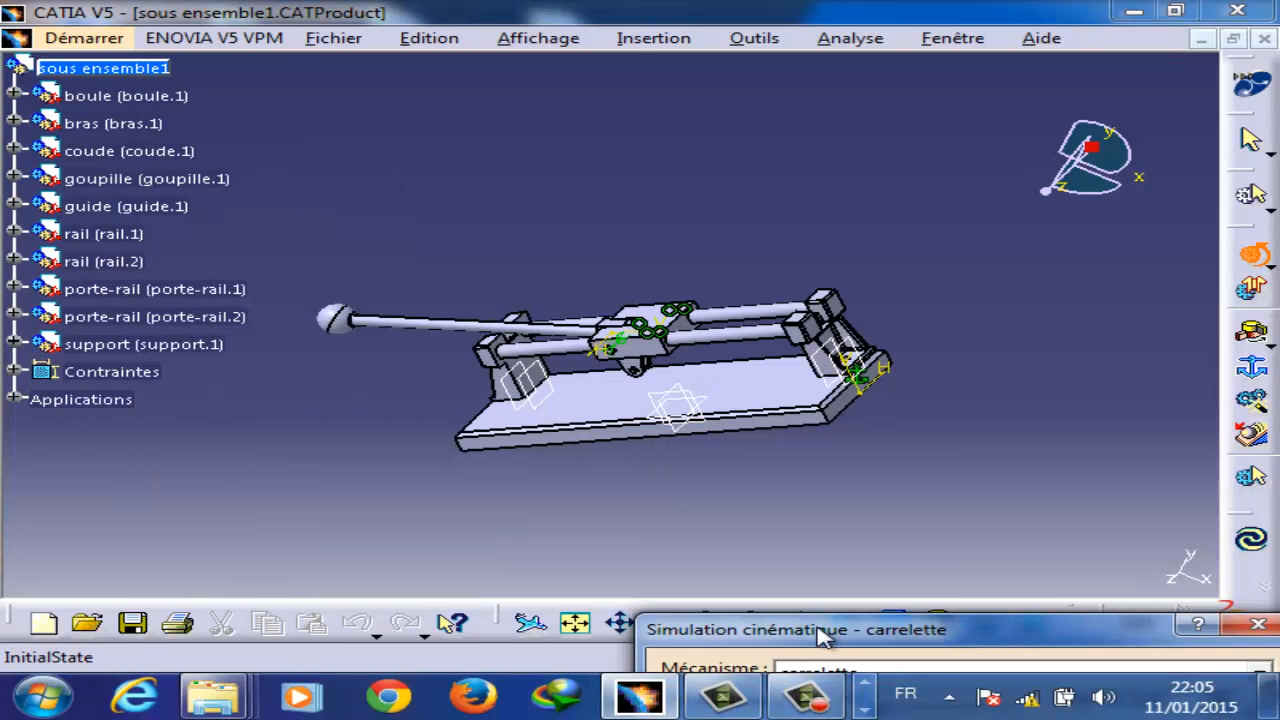 CATIA V5 - [sous ensemble1.CATProduct]
Démarrer ENOVIA V5 VPM Fichier Edition Affichage Insertion Outils Analyse Fenêtre Aide
sous ensemble1
boule (boule.1)
bras (bras.1)
coude (coude.1)
goupille (goupille.1)
guide (guide.1)
rail (rail.1)
rail (rail.2)
porte-rail (porte-rail.1)
porte-rail (porte-rail.2)
support (support.1)
Contraintes
Applications
y
x
z
H
y
z x
Simulation cinématique - carrelette
Mécanisme : carrelette
InitialState
FR
22:05
11/01/2015